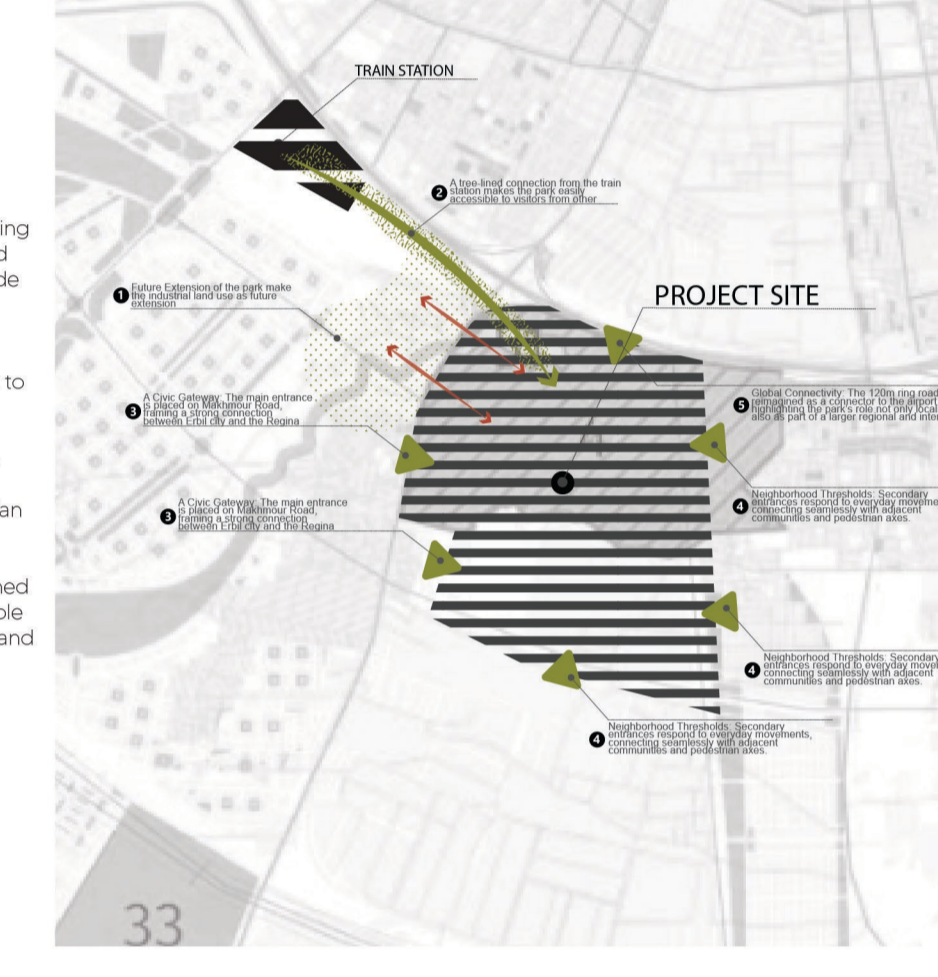 TRAIN STATION
2
A tree-lined connection from the train
station makes the park easily
accessible to visitors from other
ing
d
de
to
an
ned
ole
and
1
Future Extension of the park make
the industrial land use as future
extension
PROJECT SITE
3
A Civic Gateway: The main entrance
is placed on Makhmour Road,
framing a strong connection
between Erbil city and the Regina
5
Global Connectivity: The 120m ring road
reimagined as a connector to the airport
highlighting the park's role not only local
also as part of a larger regional and inter
3
A Civic Gateway: The main entrance
is placed on Makhmour Road,
framing a strong connection
between Erbil city and the Regina
4
Neighborhood Thresholds: Secondary
entrances respond to everyday moveme
connecting seamlessly with adjacent
communities and pedestrian axes.
4
Neighborhood Thresholds: Secondary
entrances respond to everyday move
connecting seamlessly with adjacent
communities and pedestrian axes.
4
Neighborhood Thresholds: Secondary
entrances respond to everyday movements,
connecting seamlessly with adjacent
communities and pedestrian axes.
33